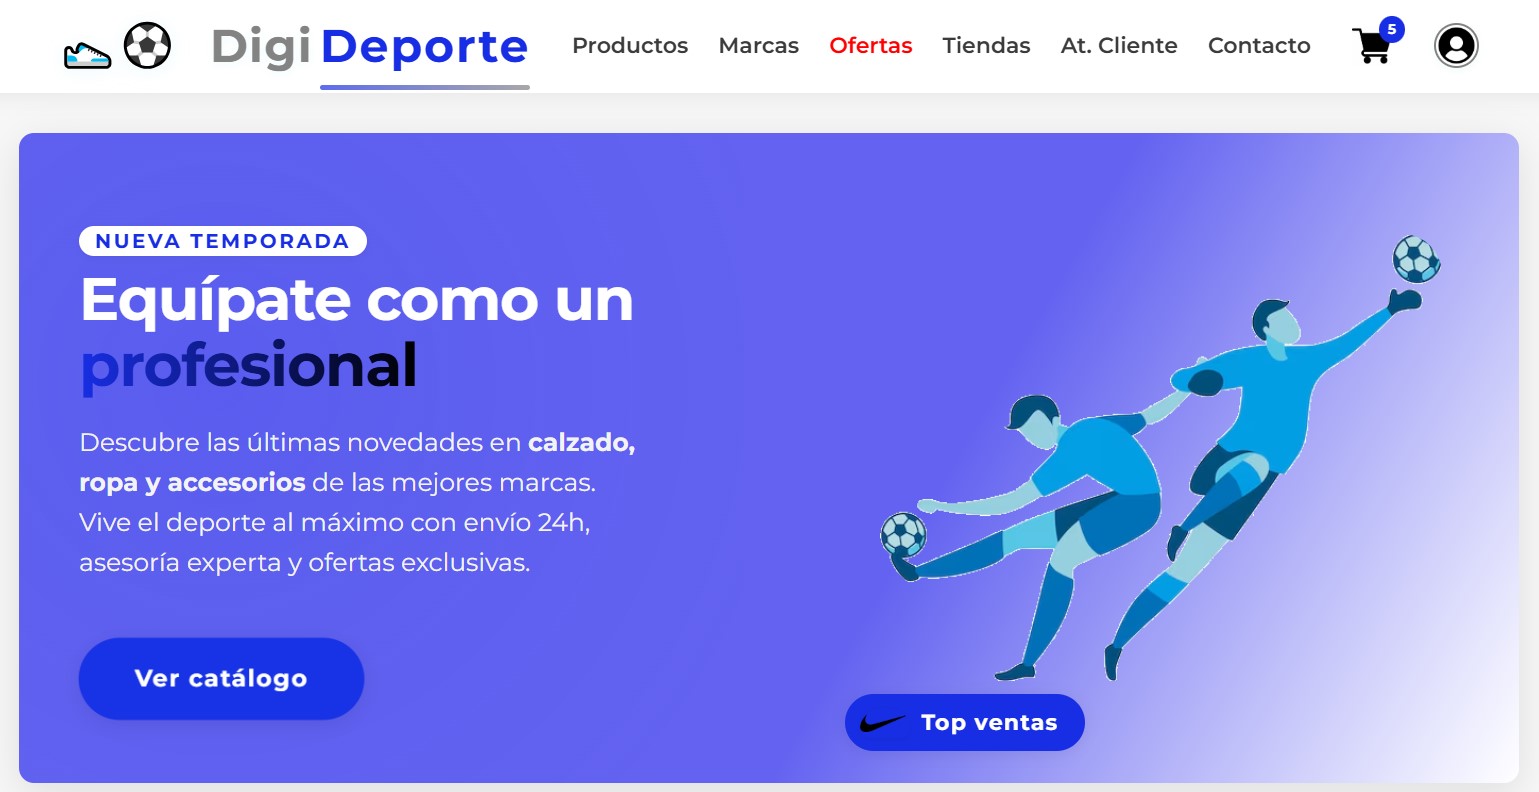 Digi Deporte
Productos
Marcas
Ofertas
Tiendas
At. Cliente
Contacto
5
NUEVA TEMPORADA
Equípate como un
profesional
Descubre las últimas novedades en calzado,
ropa y accesorios de las mejores marcas.
Vive el deporte al máximo con envío 24h,
asesoría experta y ofertas exclusivas.
Ver catálogo
Top ventas